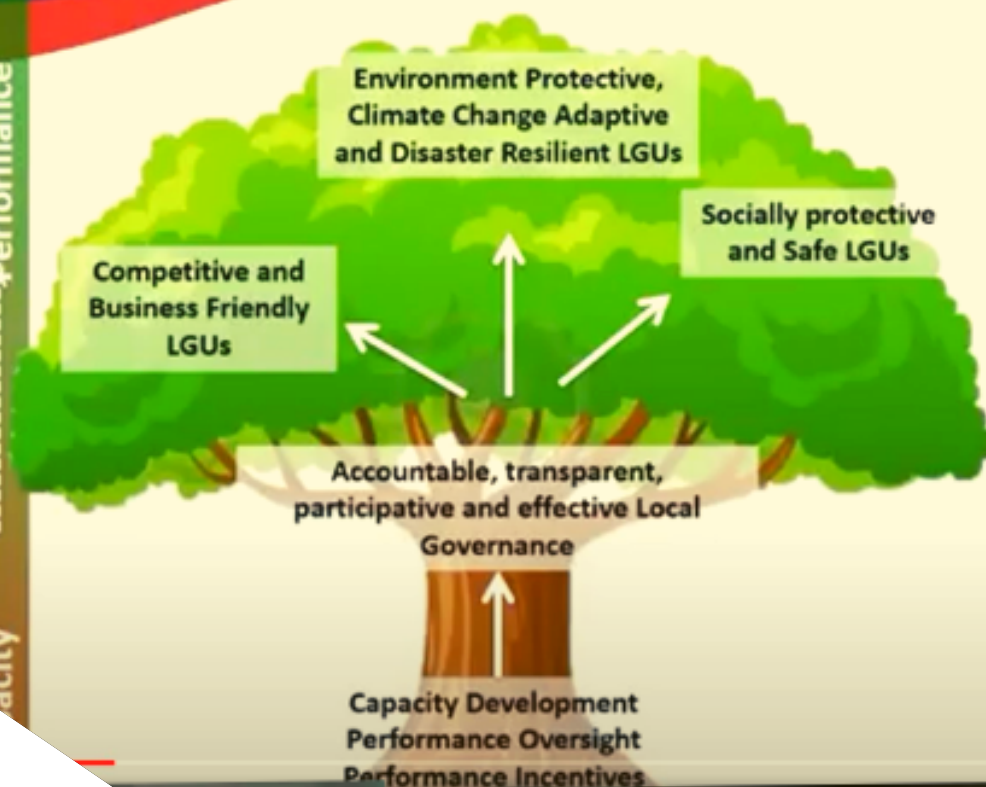 Environment Protective,
Climate Change Adaptive
and Disaster Resilient LGUs
Socially protective
and Safe LGUs
Competitive and
Business Friendly
LGUs
Accountable, transparent,
participative and effective Local
Governance
Capacity Development
Performance Oversight
Performance Incentives